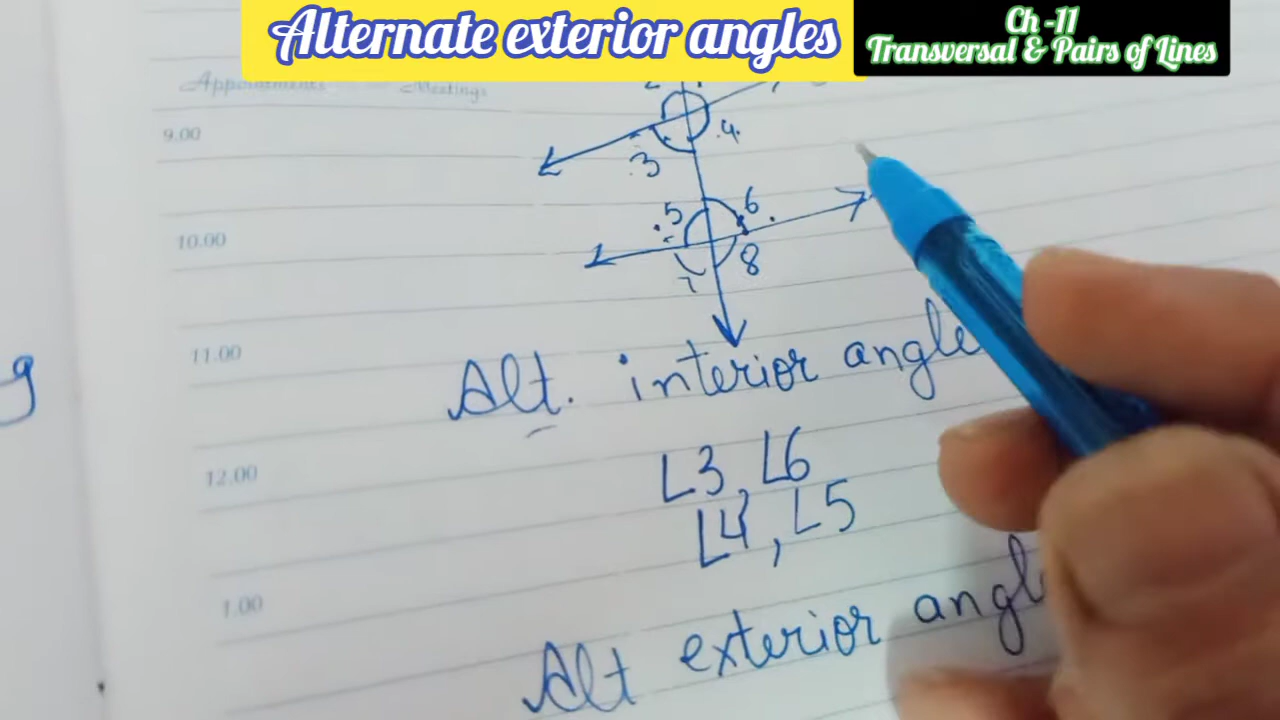 Alternate exterior angles
Ch -11
Transversal & Pairs of Lines
Appointments Meetings
9.00
3
4
10.00
5
6
7
8
11.00
Alt. interior angle
12.00
∠3, ∠6
∠4, ∠5
1.00
Alt exterior angl
g